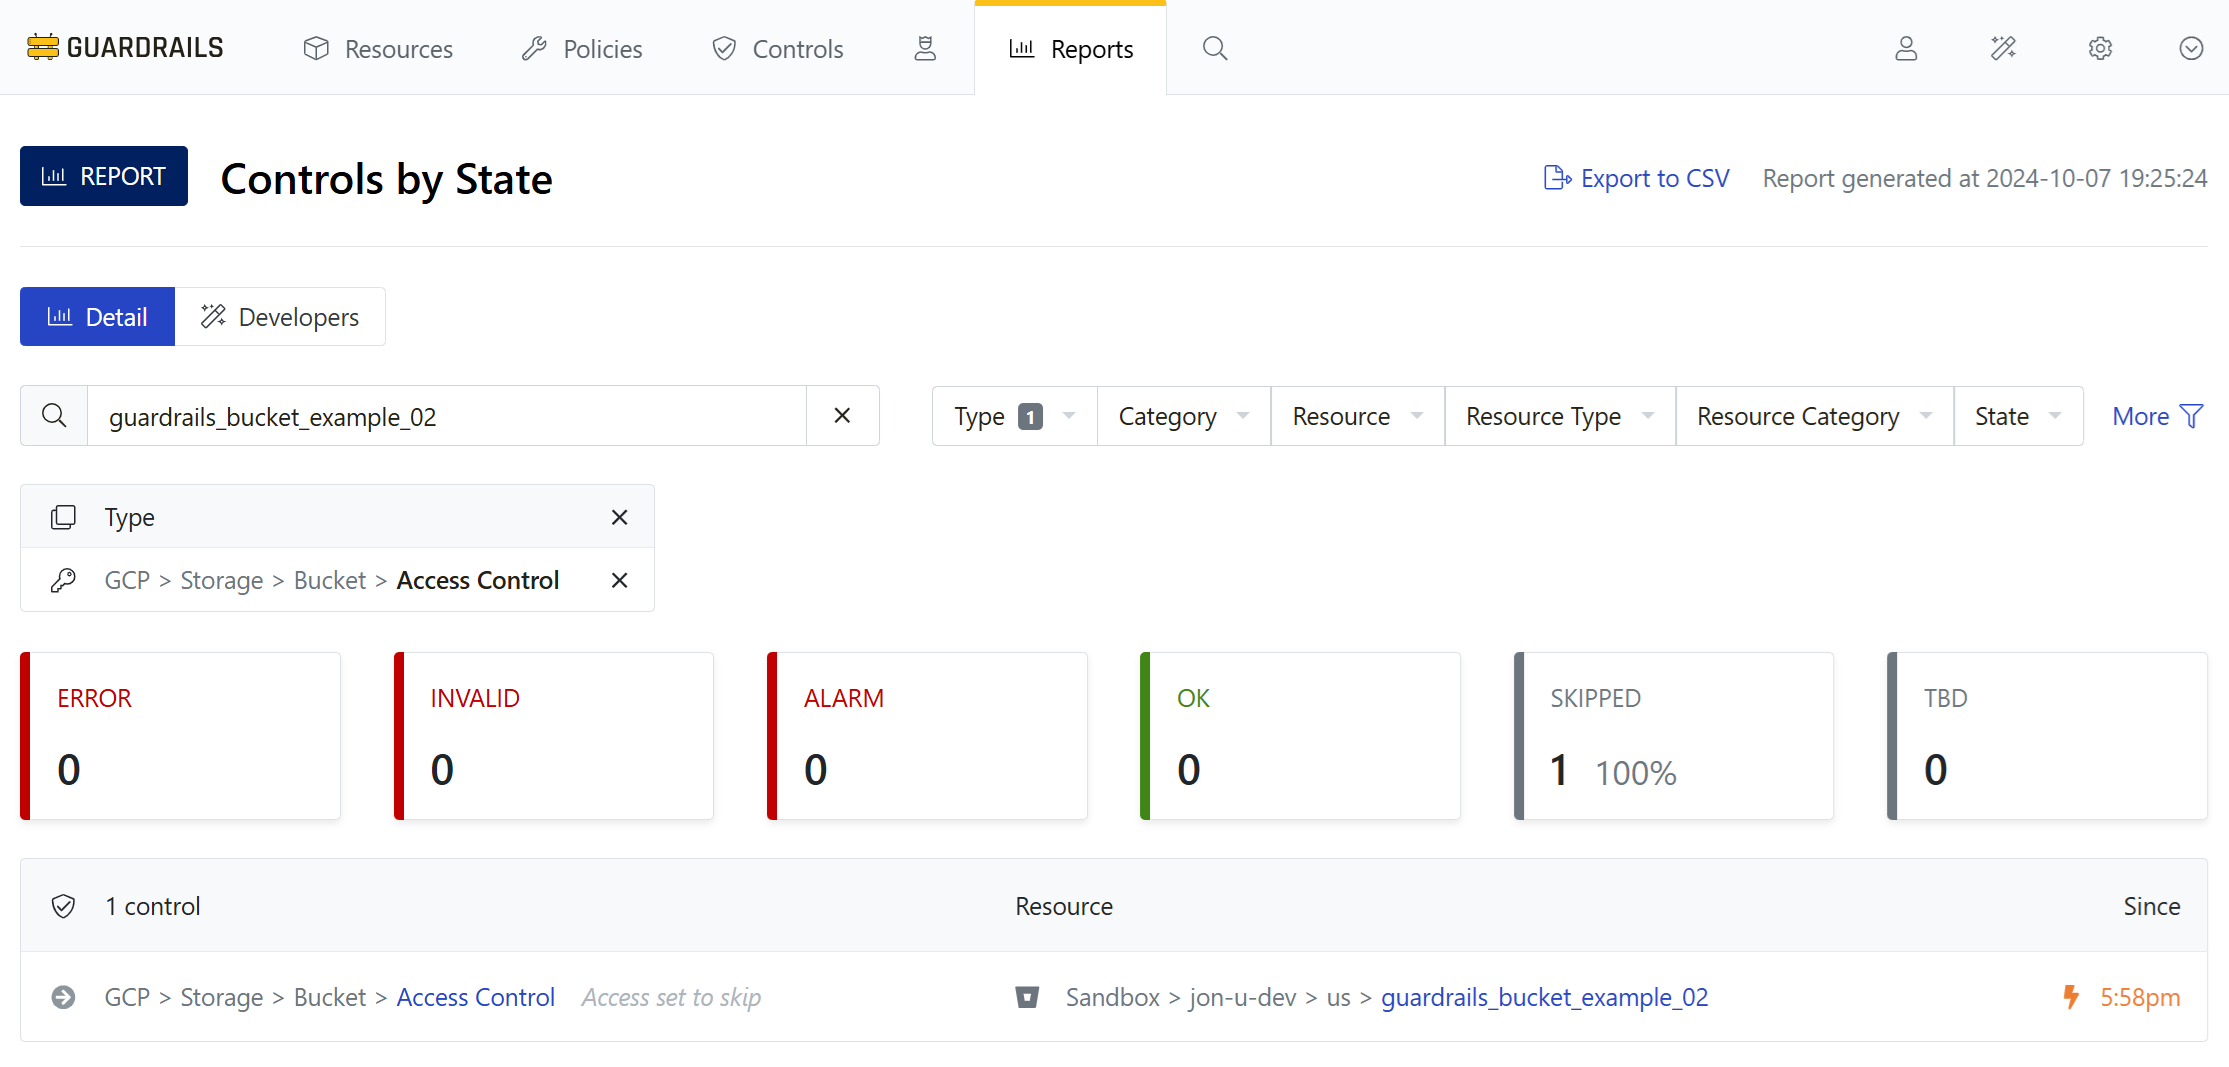 GUARDRAILS Resources Policies Controls Reports
REPORT Controls by State Export to CSV Report generated at 2024-10-07 19:25:24
Detail Developers
guardrails_bucket_example_02 Type 1 Category Resource Resource Type Resource Category State More
Type
GCP > Storage > Bucket > Access Control
ERROR INVALID ALARM OK SKIPPED TBD
0 0 0 0 1 100% 0
1 control Resource Since
GCP > Storage > Bucket > Access Control Access set to skip Sandbox > jon-u-dev > us > guardrails_bucket_example_02 5:58pm